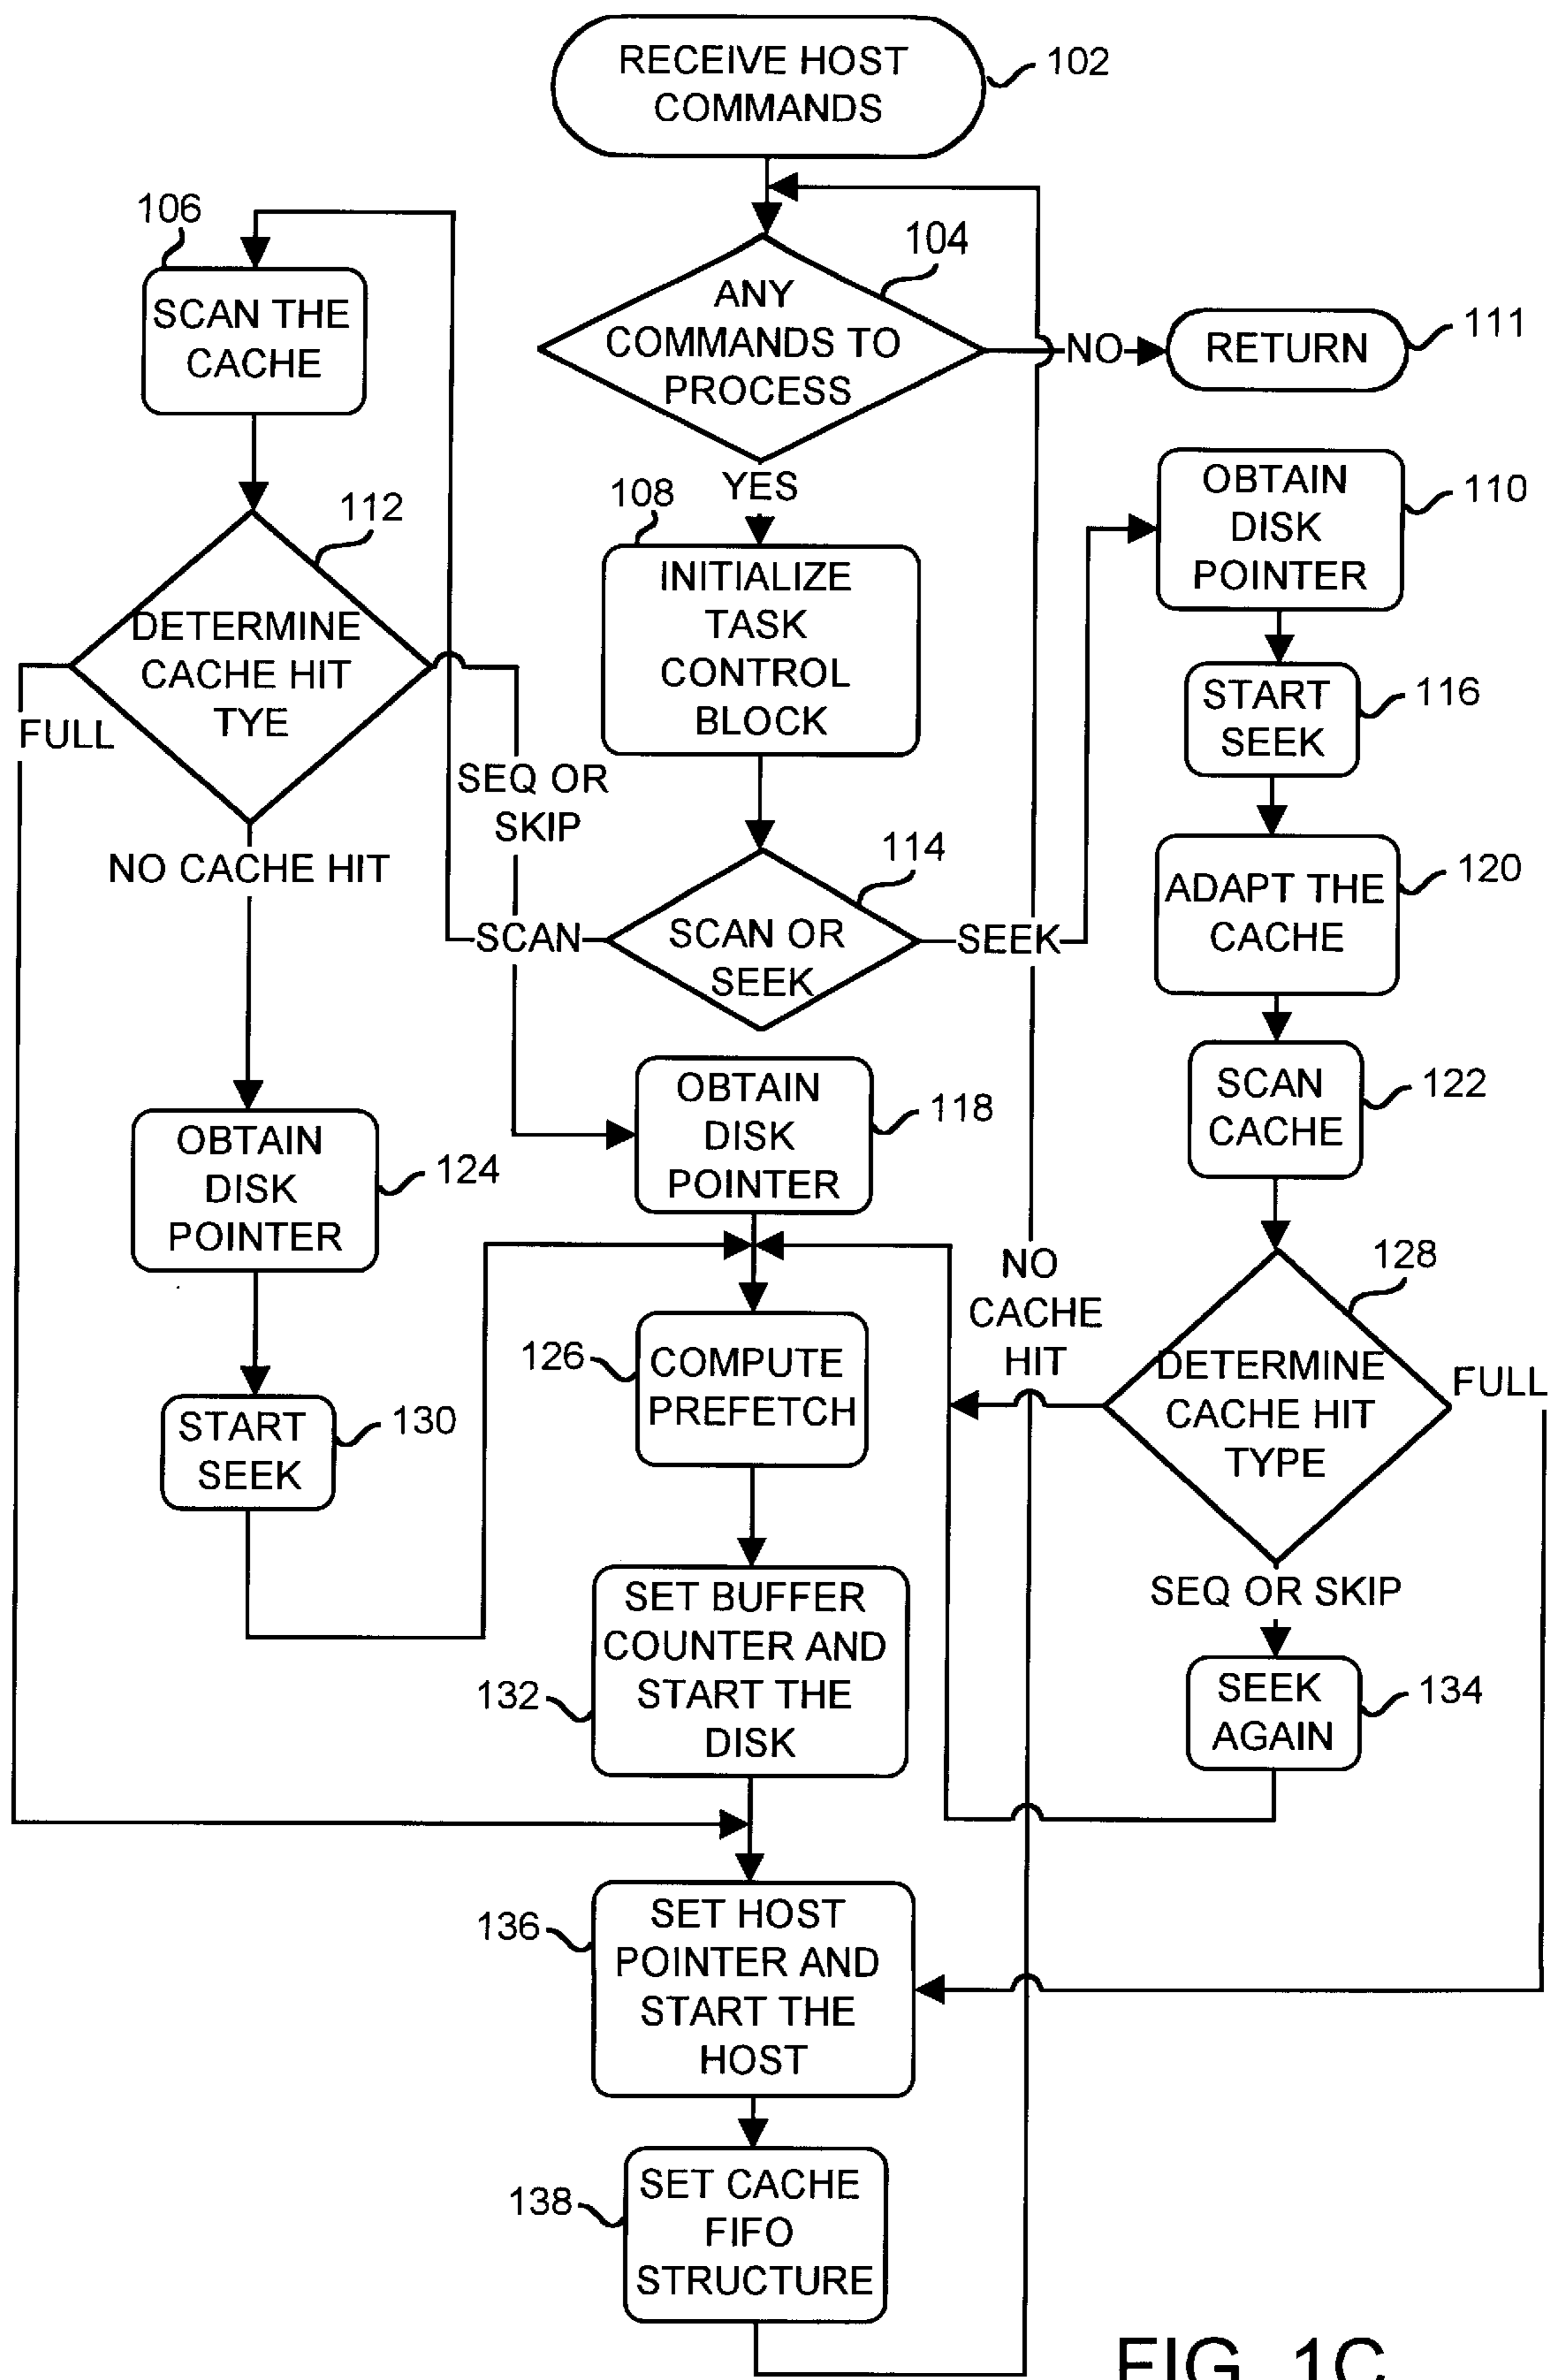 RECEIVE HOST
COMMANDS
102
106
SCAN THE
CACHE
104
ANY
COMMANDS TO
PROCESS
NO
RETURN
111
YES
108
INITIALIZE
TASK
CONTROL
BLOCK
OBTAIN
DISK
POINTER
110
112
DETERMINE
CACHE HIT
TYE
FULL
SEQ OR
SKIP
NO CACHE HIT
START
SEEK
116
114
SCAN OR
SEEK
SCAN
SEEK
ADAPT THE
CACHE
120
OBTAIN
DISK
POINTER
118
SCAN
CACHE
122
OBTAIN
DISK
POINTER
124
NO
CACHE
HIT
128
DETERMINE
CACHE HIT
TYPE
FULL
126
COMPUTE
PREFETCH
START
SEEK
130
SEQ OR SKIP
132
SET BUFFER
COUNTER AND
START THE
DISK
SEEK
AGAIN
134
136
SET HOST
POINTER AND
START THE
HOST
138
SET CACHE
FIFO
STRUCTURE
FIG. 1C